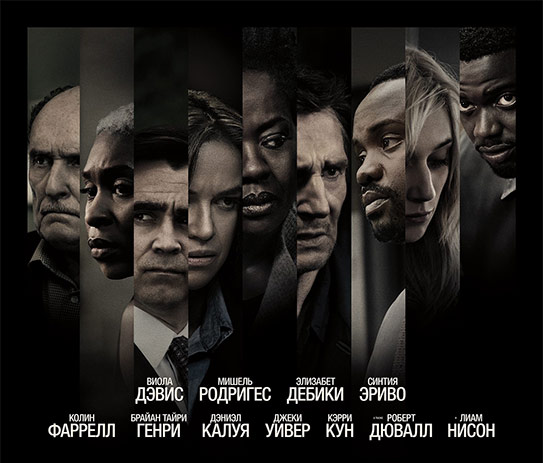 ВИОЛА ДЭВИС МИШЕЛЬ РОДРИГЕС ЭЛИЗАБЕТ ДЕБИКИ СИНТИЯ ЭРИВО
КОЛИН ФАРРЕЛЛ БРАЙАН ТАЙРИ ГЕНРИ ДЭНИЭЛ КАЛУЯ ДЖЕКИ УИВЕР КЭРРИ КУН РОБЕРТ ДЮВАЛЛ И ЛИАМ НИСОН